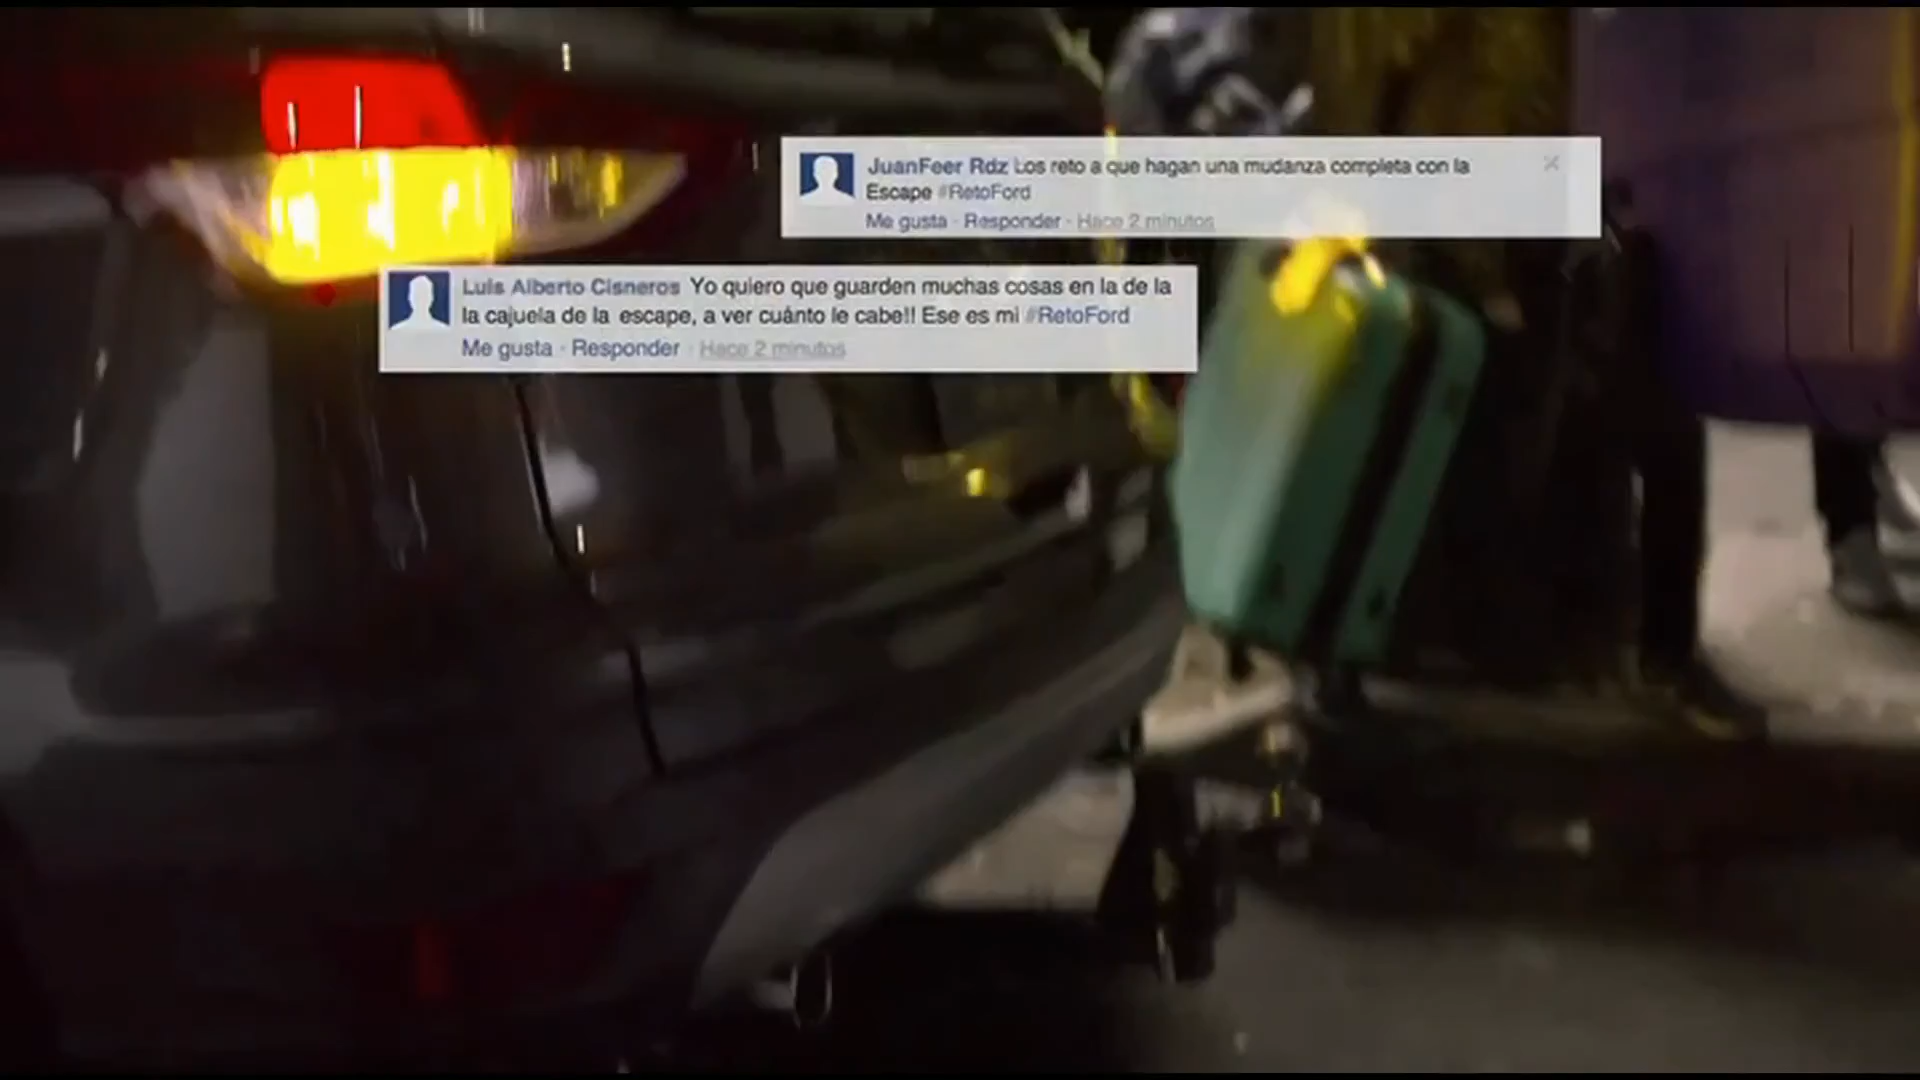 JuanFeer Rdz Los reto a que hagan una mudanza completa con la
Escape #RetoFord
Me gusta · Responder · Hace 2 minutos
Luis Alberto Cisneros Yo quiero que guarden muchas cosas en la de la
la cajuela de la escape, a ver cuánto le cabe!! Ese es mi #RetoFord
Me gusta · Responder · Hace 2 minutos